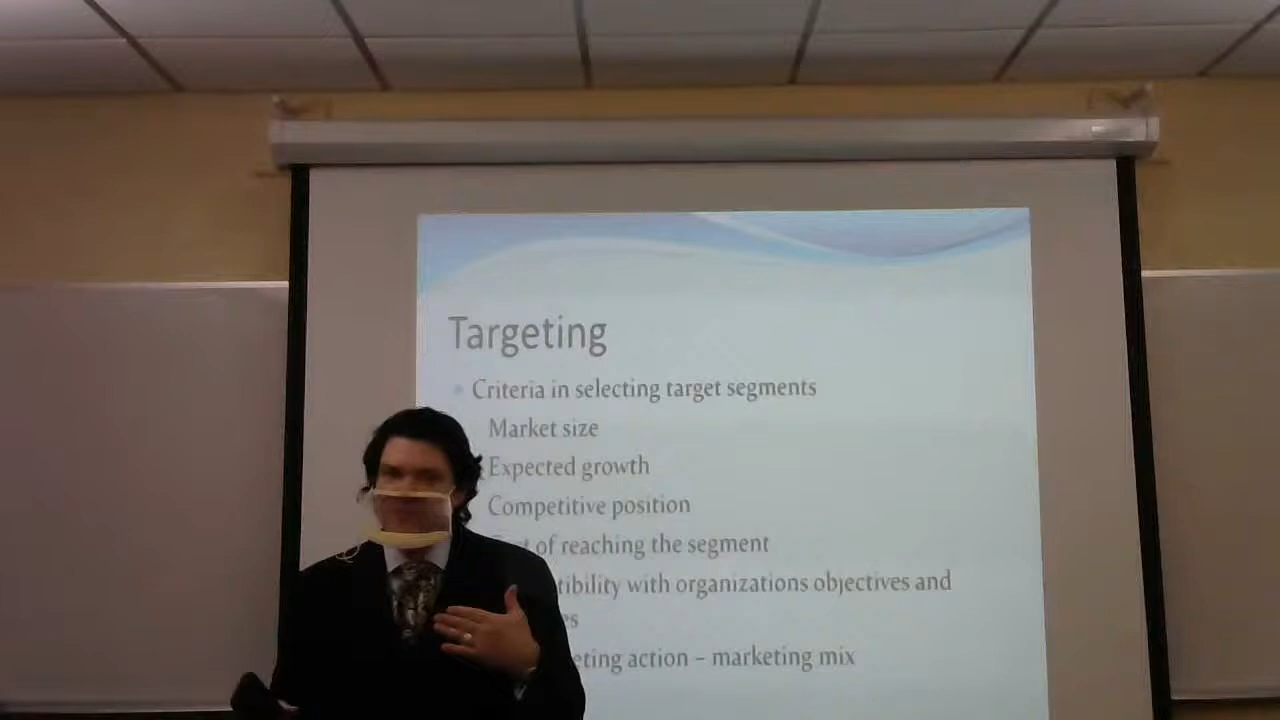 Targeting
Criteria in selecting target segments
Market size
Expected growth
Competitive position
of reaching the segment
tibility with organizations objectives and
es
eting action – marketing mix